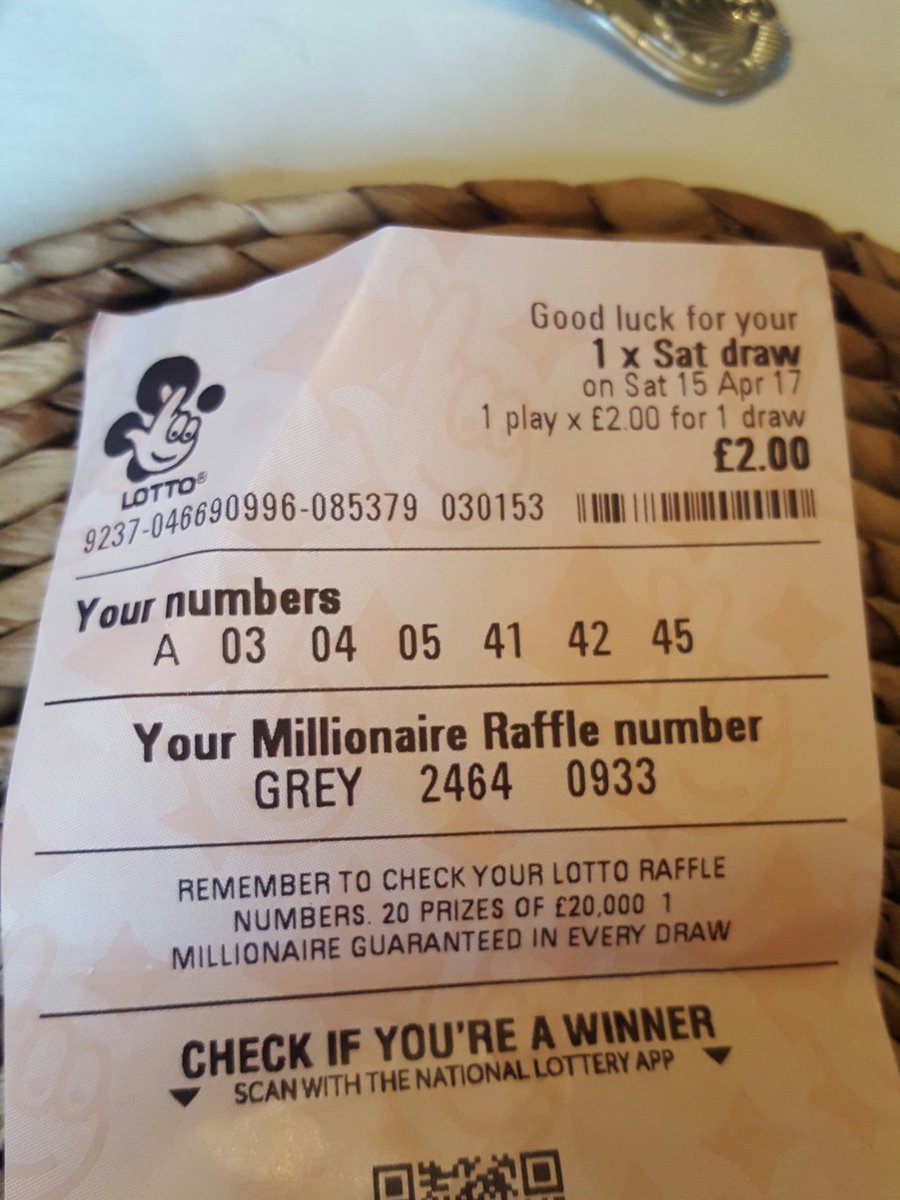 Good luck for your
1 x Sat draw
on Sat 15 Apr 17
1 play x £2.00 for 1 draw
£2.00
LOTTO®
9237-046690996-085379 030153
Your numbers
A 03 04 05 41 42 45
Your Millionaire Raffle number
GREY 2464 0933
REMEMBER TO CHECK YOUR LOTTO RAFFLE
NUMBERS. 20 PRIZES OF £20,000 1
MILLIONAIRE GUARANTEED IN EVERY DRAW
CHECK IF YOU'RE A WINNER
SCAN WITH THE NATIONAL LOTTERY APP